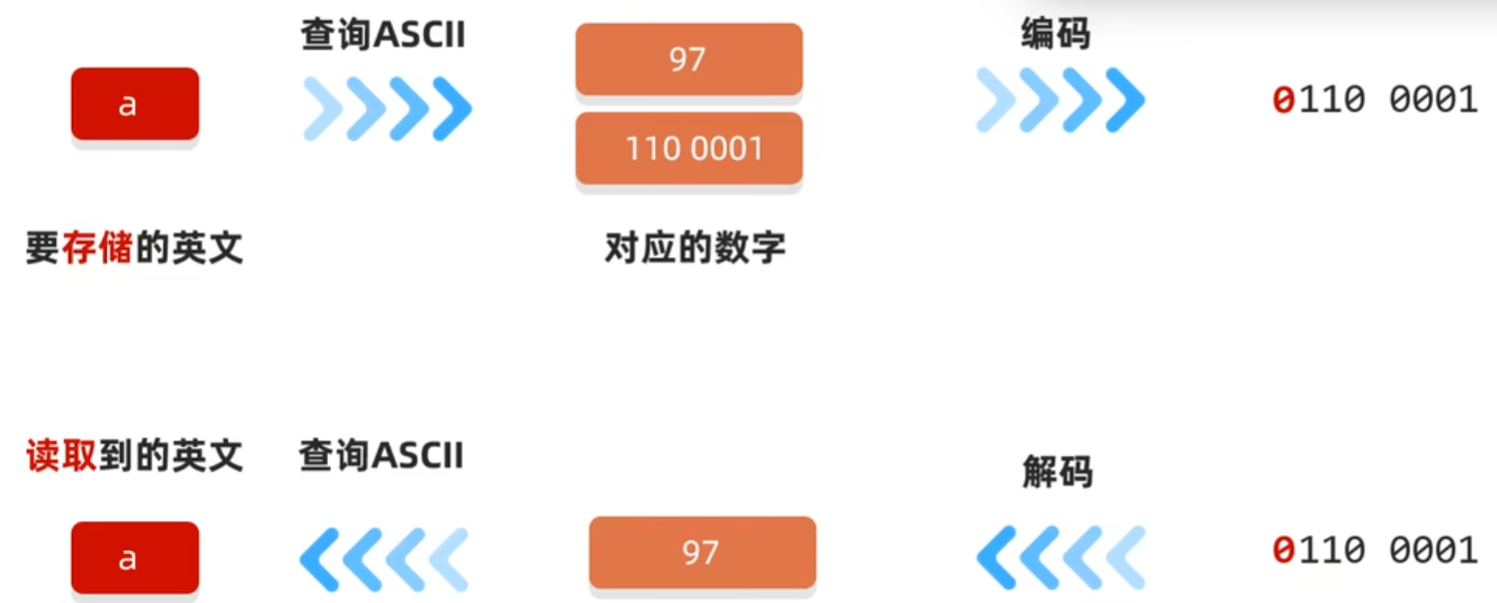 查询ASCII
编码
a
97
110 0001
0110 0001
要存储的英文
对应的数字
读取到的英文
查询ASCII
解码
a
97
0110 0001